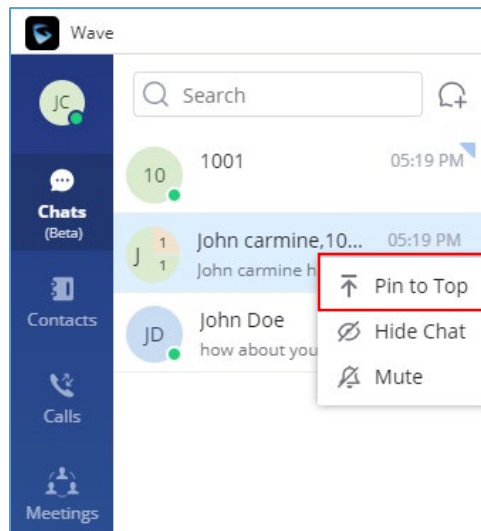 Wave
JC
Search
Chats
(Beta)
Contacts
Calls
Meetings
10
1001
05:19 PM
J 1 1
John carmine,10...
05:19 PM
John carmine h
JD
John Doe
how about you
Pin to Top
Hide Chat
Mute